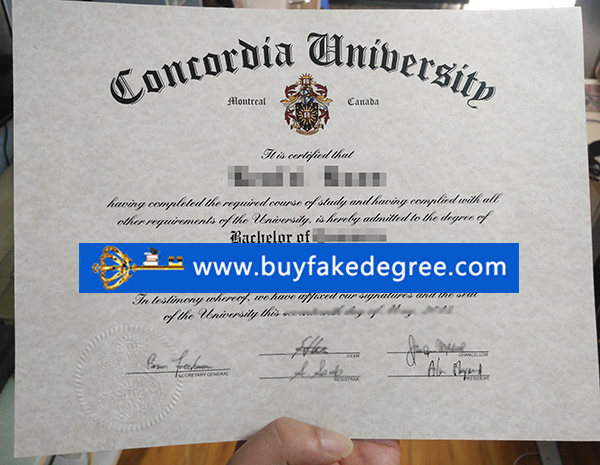 Concordia University
Montreal Canada
It is certified that
having completed the required course of study and having complied with all
other requirements of the University, is hereby admitted to the degree of
Bachelor of
www.buyfakedegree.com
In testimony whereof, we have affixed our signatures and the seal
of the University this day of
DEAN
CHANCELLOR
SECRETARY GENERAL
REGISTRAR
PRESIDENT